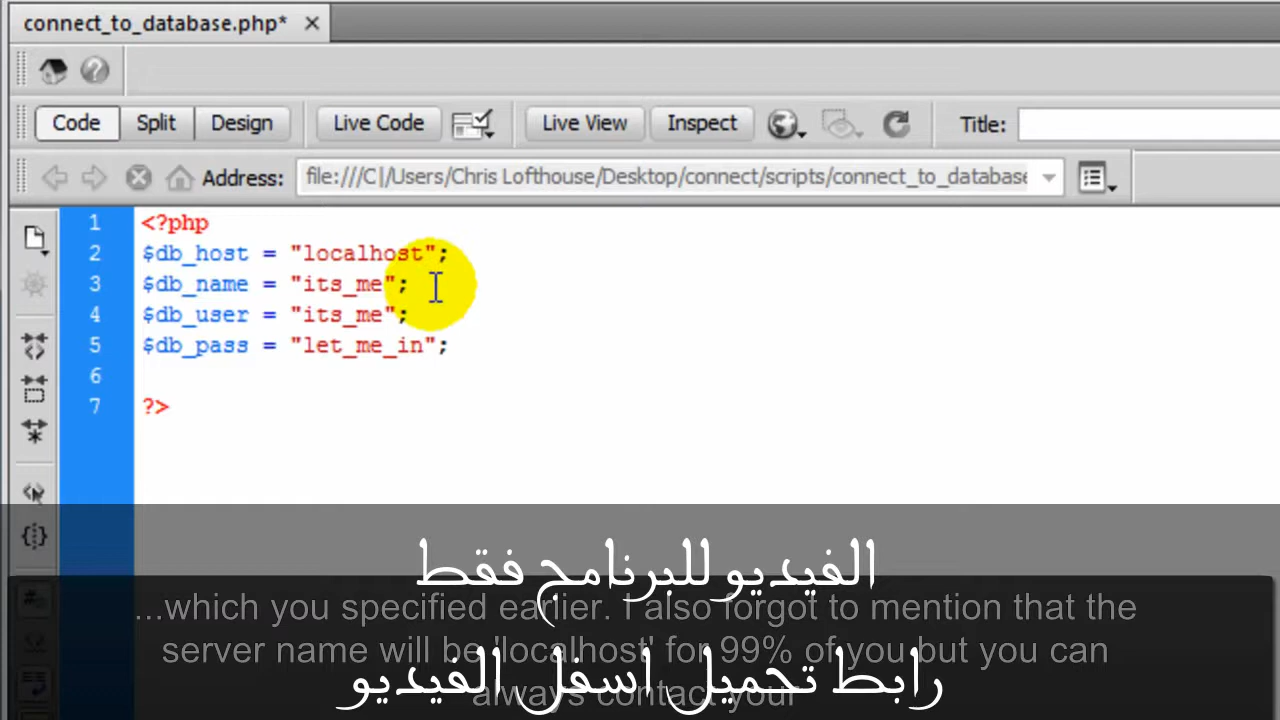 connect_to_database.php*
Code Split Design Live Code Live View Inspect Title:
Address: file:///C|/Users/Chris Lofthouse/Desktop/connect/scripts/connect_to_database
1 <?php
2 $db_host = "localhost";
3 $db_name = "its_me";
4 $db_user = "its_me";
5 $db_pass = "let_me_in";
6
7 ?>
الفيديو للبرنامج فقط
...which you specified earlier. I also forgot to mention that the
server name will be 'localhost' for 99% of you but you can
رابط تحميل اسفل الفيديو
always contact your